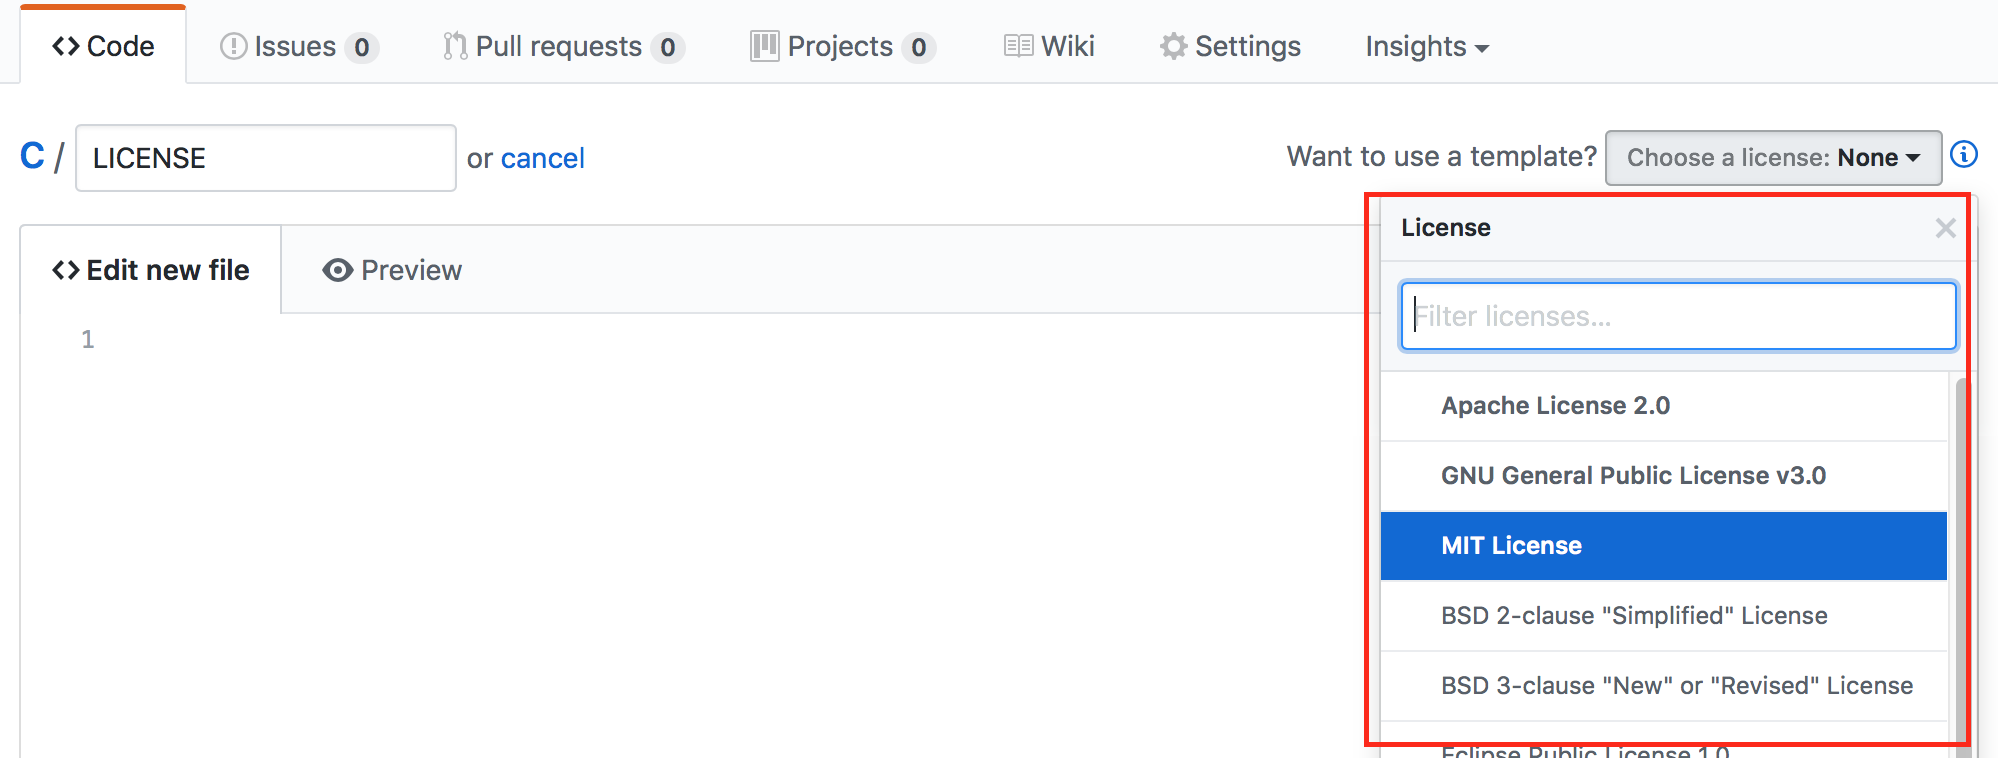 Code Issues 0 Pull requests 0 Projects 0 Wiki Settings Insights
C / LICENSE or cancel Want to use a template? Choose a license: None
License
Edit new file Preview
Filter licenses...
1
Apache License 2.0
GNU General Public License v3.0
MIT License
BSD 2-clause "Simplified" License
BSD 3-clause "New" or "Revised" License
Eclipse Public License 1.0